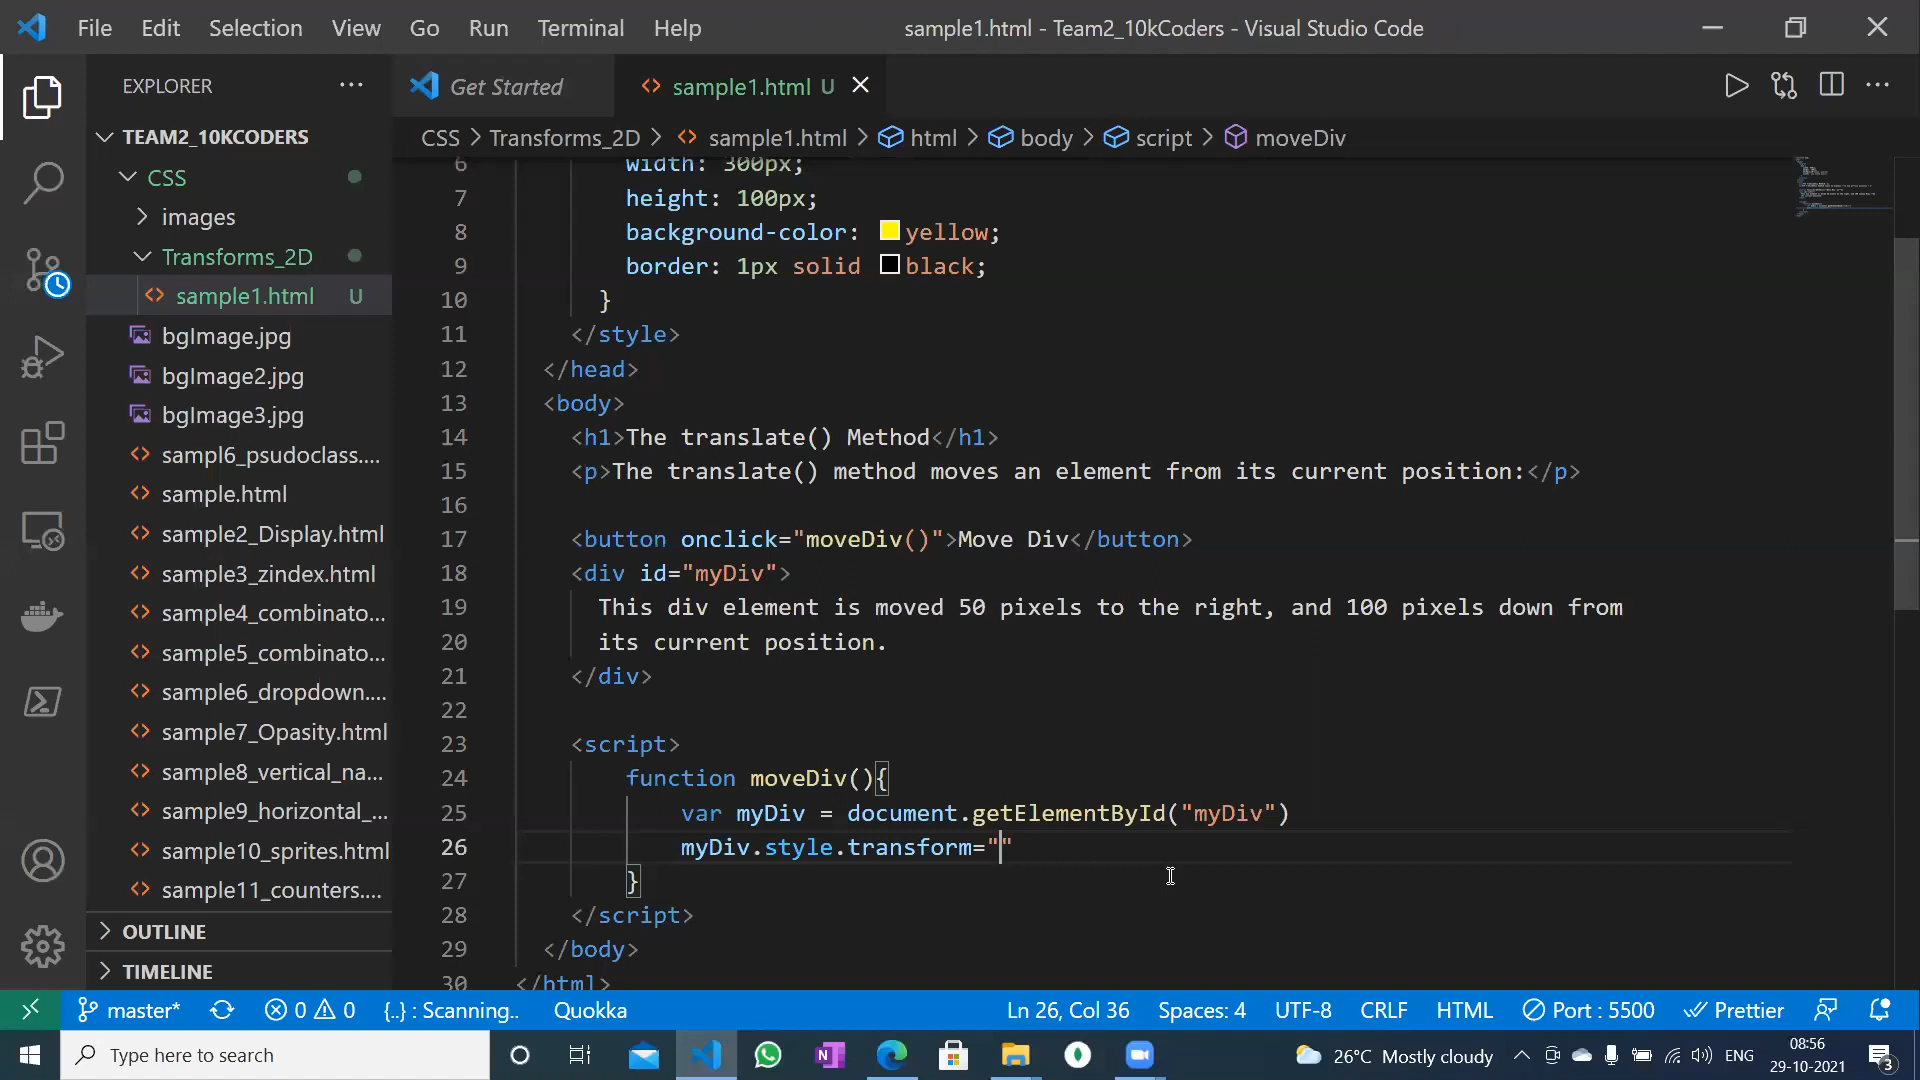 File Edit Selection View Go Run Terminal Help sample1.html - Team2_10kCoders - Visual Studio Code
EXPLORER
Get Started
sample1.html U
TEAM2_10KCODERS
CSS
images
Transforms_2D
sample1.html U
bgImage.jpg
bgImage2.jpg
bgImage3.jpg
sampl6_psudoclass....
sample.html
sample2_Display.html
sample3_zindex.html
sample4_combinato...
sample5_combinato...
sample6_dropdown....
sample7_Opasity.html
sample8_vertical_na...
sample9_horizontal_...
sample10_sprites.html
sample11_counters....
OUTLINE
TIMELINE
CSS > Transforms_2D > sample1.html > html > body > script > moveDiv
6 width: 300px;
7 height: 100px;
8 background-color: yellow;
9 border: 1px solid black;
10 }
11 </style>
12 </head>
13 <body>
14 <h1>The translate() Method</h1>
15 <p>The translate() method moves an element from its current position:</p>
16
17 <button onclick="moveDiv()">Move Div</button>
18 <div id="myDiv">
19 This div element is moved 50 pixels to the right, and 100 pixels down from
20 its current position.
21 </div>
22
23 <script>
24 function moveDiv(){
25 var myDiv = document.getElementById("myDiv")
26 myDiv.style.transform=""
27 }
28 </script>
29 </body>
30 </html>
master* 0 0 {..} : Scanning.. Quokka Ln 26, Col 36 Spaces: 4 UTF-8 CRLF HTML Port : 5500 Prettier
Type here to search
26°C Mostly cloudy
ENG
08:56
29-10-2021
3